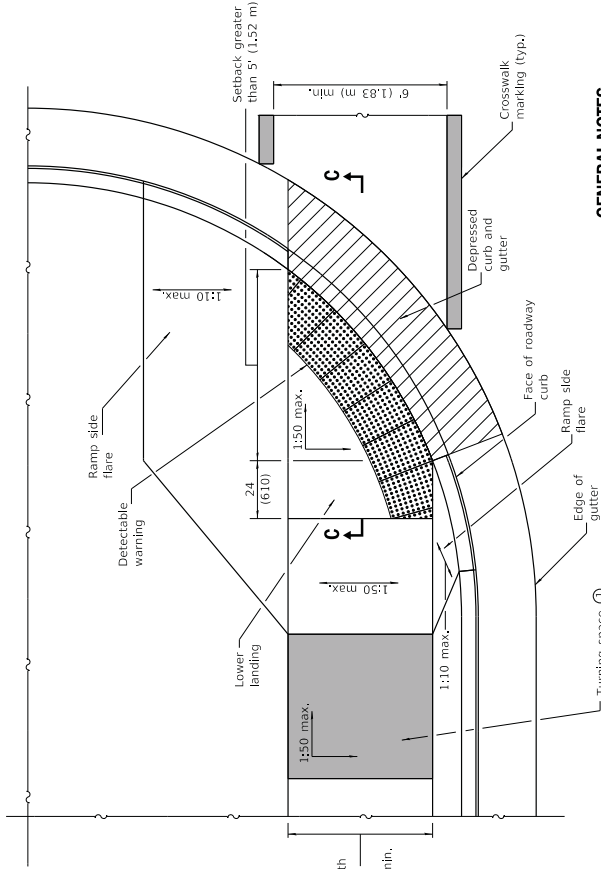 Setback greater
than 5' (1.52 m)
6' (1.83 m) min.
Crosswalk
marking (typ.)
C
1:10 max.
Depressed
curb and
gutter
Ramp side
flare
Face of roadway
curb
1:50 max.
Ramp side
flare
24
(610)
Detectable
warning
C
Edge of
gutter
1:50 max.
Lower
landing
1:10 max.
1:50 max.
Turning space 1
th
min.
GENERAL NOTES